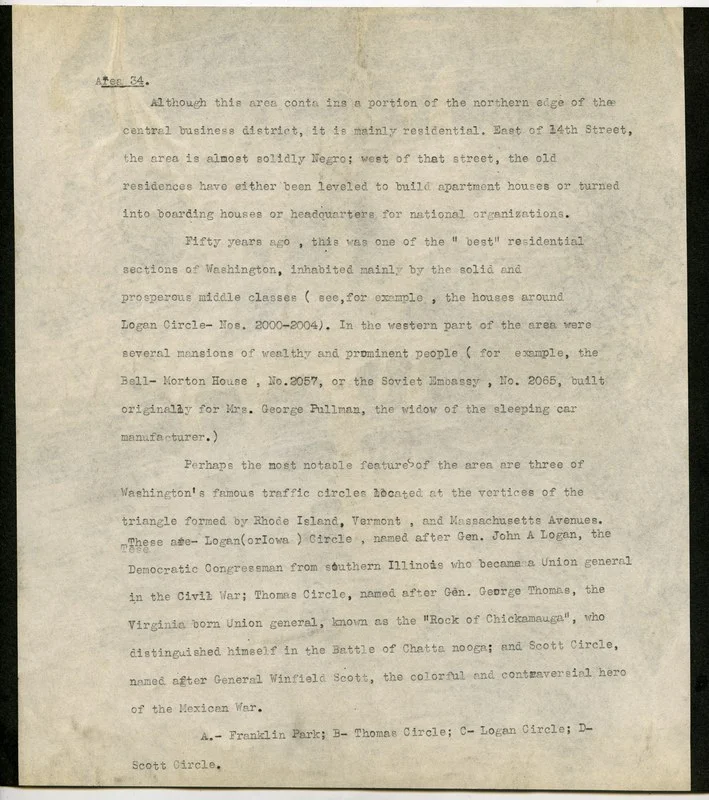 Area 34.
Although this area conta ins a portion of the northern edge of the
central business district, it is mainly residential. East of 14th Street,
the area is almost solidly Negro; west of that street, the old
residences have either been leveled to build apartment houses or turned
into boarding houses or headquarters for national organizations.
Fifty years ago , this was one of the " best" residential
sections of Washington, inhabited mainly by the solid and
prosperous middle classes ( see,for example , the houses around
Logan Circle- Nos. 2000-2004). In the western part of the area were
several mansions of wealthy and prominent people ( for example, the
Ball- Morton House , No.2057, or the Soviet Embassy , No. 2065, built
originally for Mrs. George Pullman, the widow of the sleeping car
manufacturer.)
Perhaps the most notable features of the area are three of
Washington's famous traffic circles located at the vertices of the
triangle formed by Rhode Island, Vermont , and Massachusetts Avenues.
These are- Logan(orIowa ) Circle , named after Gen. John A Logan, the
Democratic Congressman from southern Illinois who became a Union general
in the Civil War; Thomas Circle, named after Gen. George Thomas, the
Virginia born Union general, known as the "Rock of Chickamauga", who
distinguished himself in the Battle of Chatta nooga; and Scott Circle,
named after General Winfield Scott, the colorful and contraversial hero
of the Mexican War.
A.- Franklin Park; B- Thomas Circle; C- Logan Circle; D-
Scott Circle.